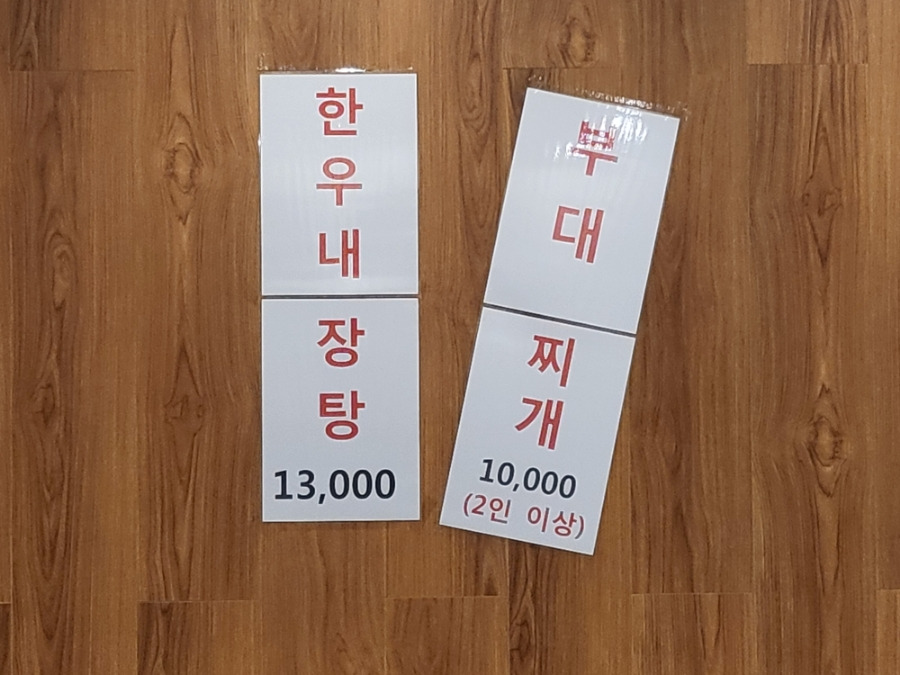 한
우
내
장
탕
13,000
부
대
찌
개
10,000
(2인 이상)